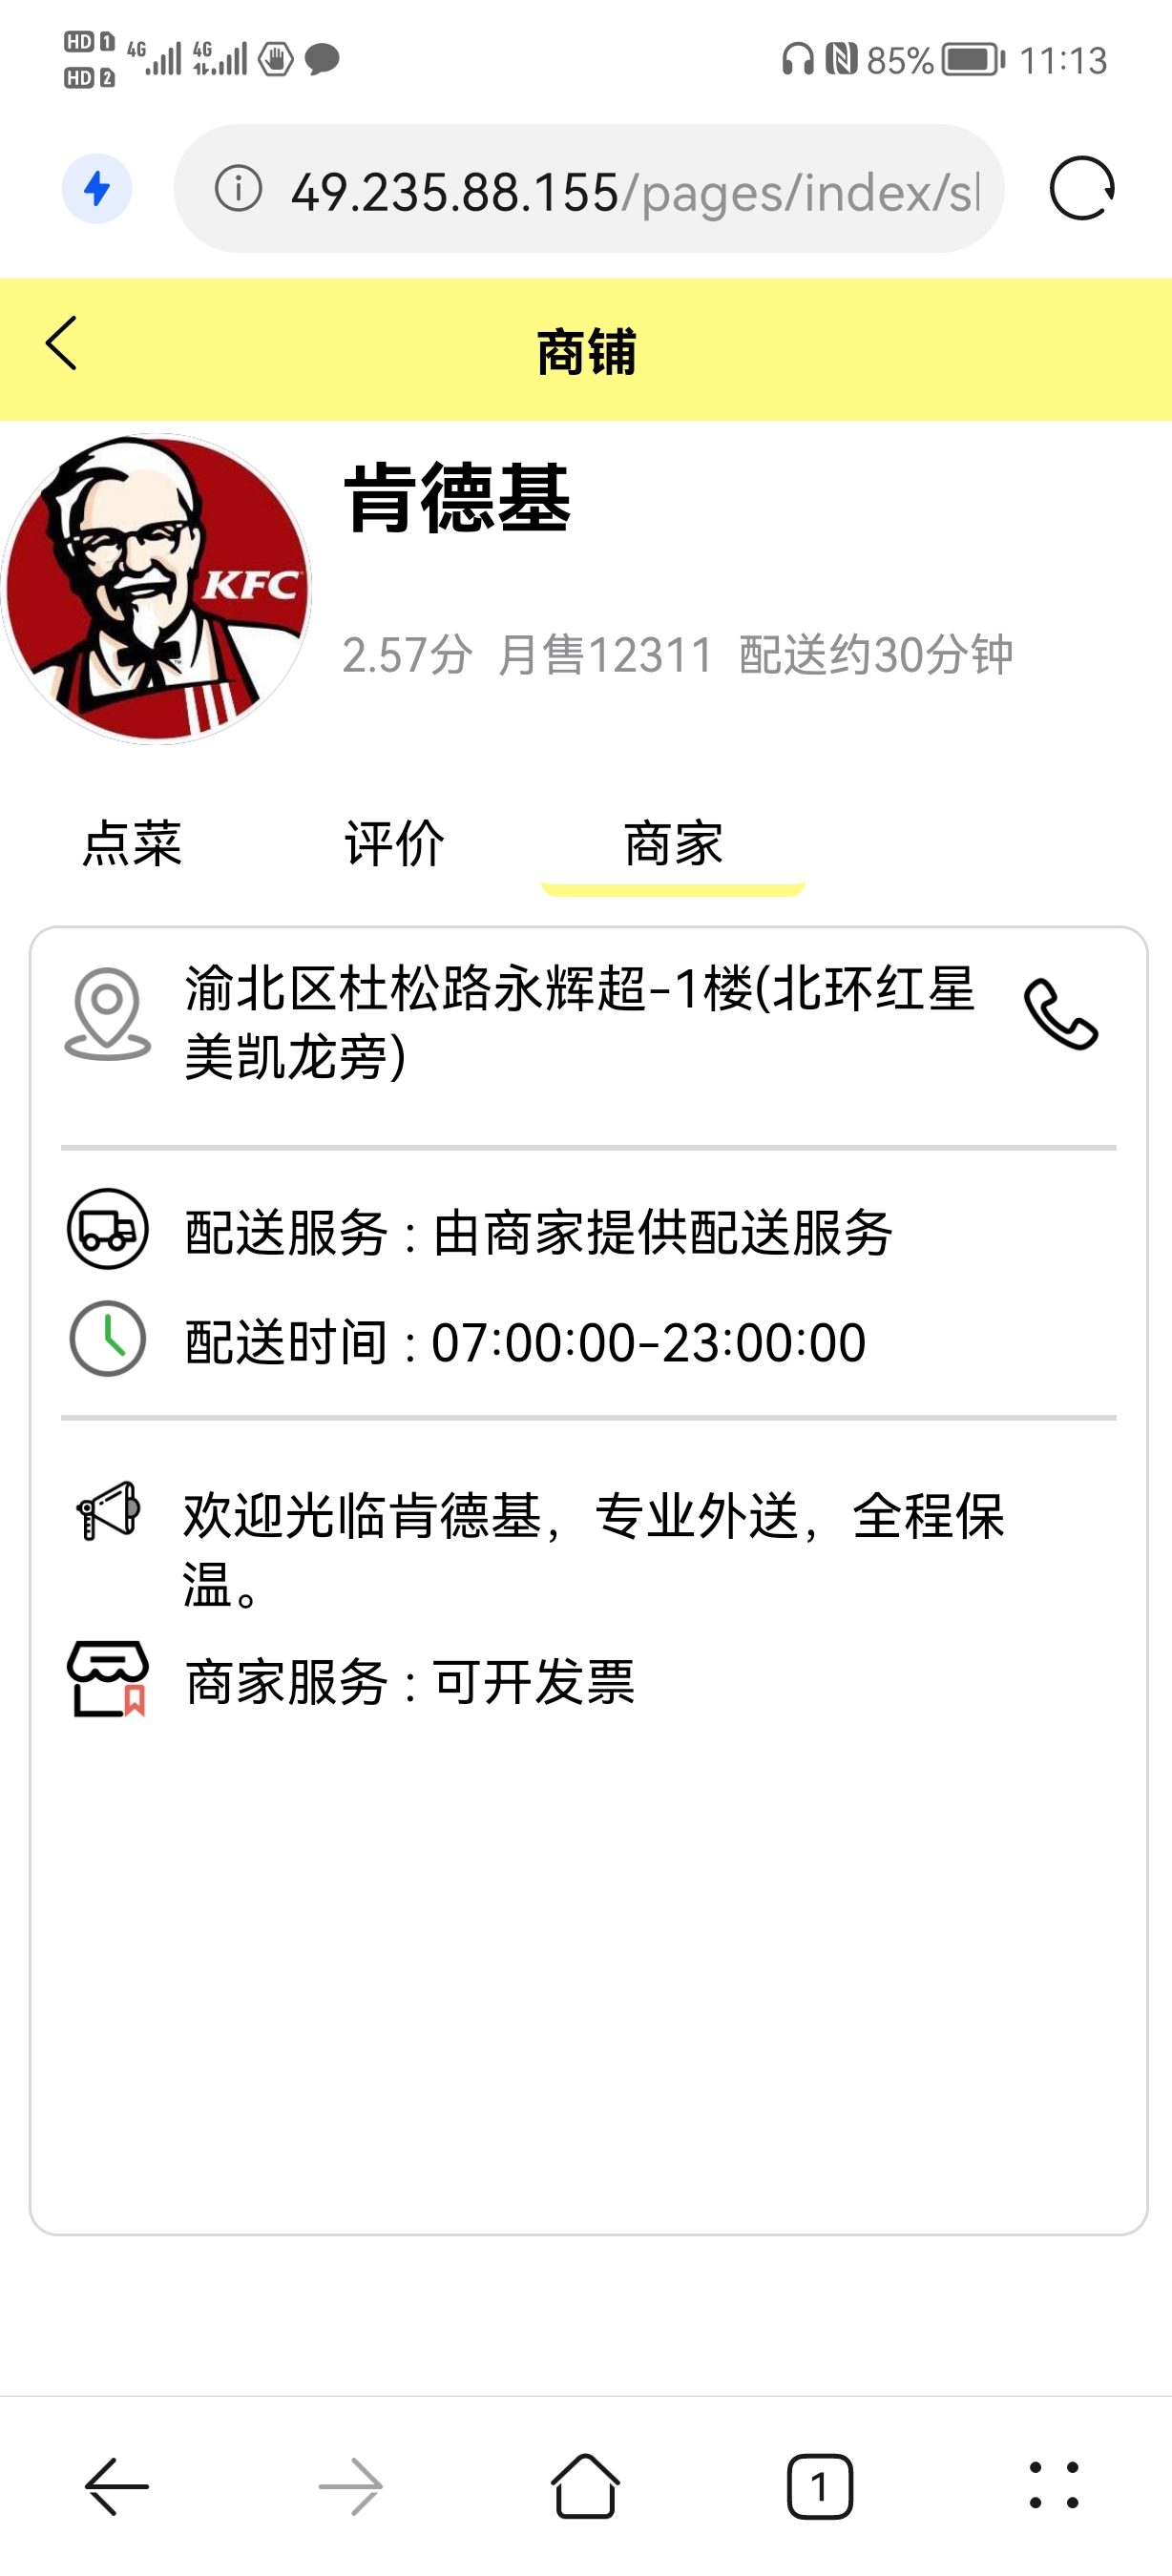 HD 1 4G 4G 85% 11:13
HD 2
49.235.88.155/pages/index/sl
商铺
肯德基
KFC
2.57分 月售12311 配送约30分钟
点菜 评价 商家
渝北区杜松路永辉超-1楼(北环红星
美凯龙旁)
配送服务 : 由商家提供配送服务
配送时间 : 07:00:00-23:00:00
欢迎光临肯德基，专业外送，全程保
温。
商家服务 : 可开发票
1